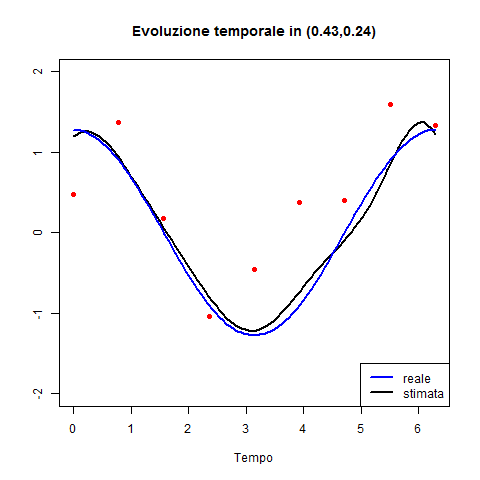 Evoluzione temporale in (0.43,0.24)
2
1
0
-1
-2
reale
stimata
0 1 2 3 4 5 6
Tempo